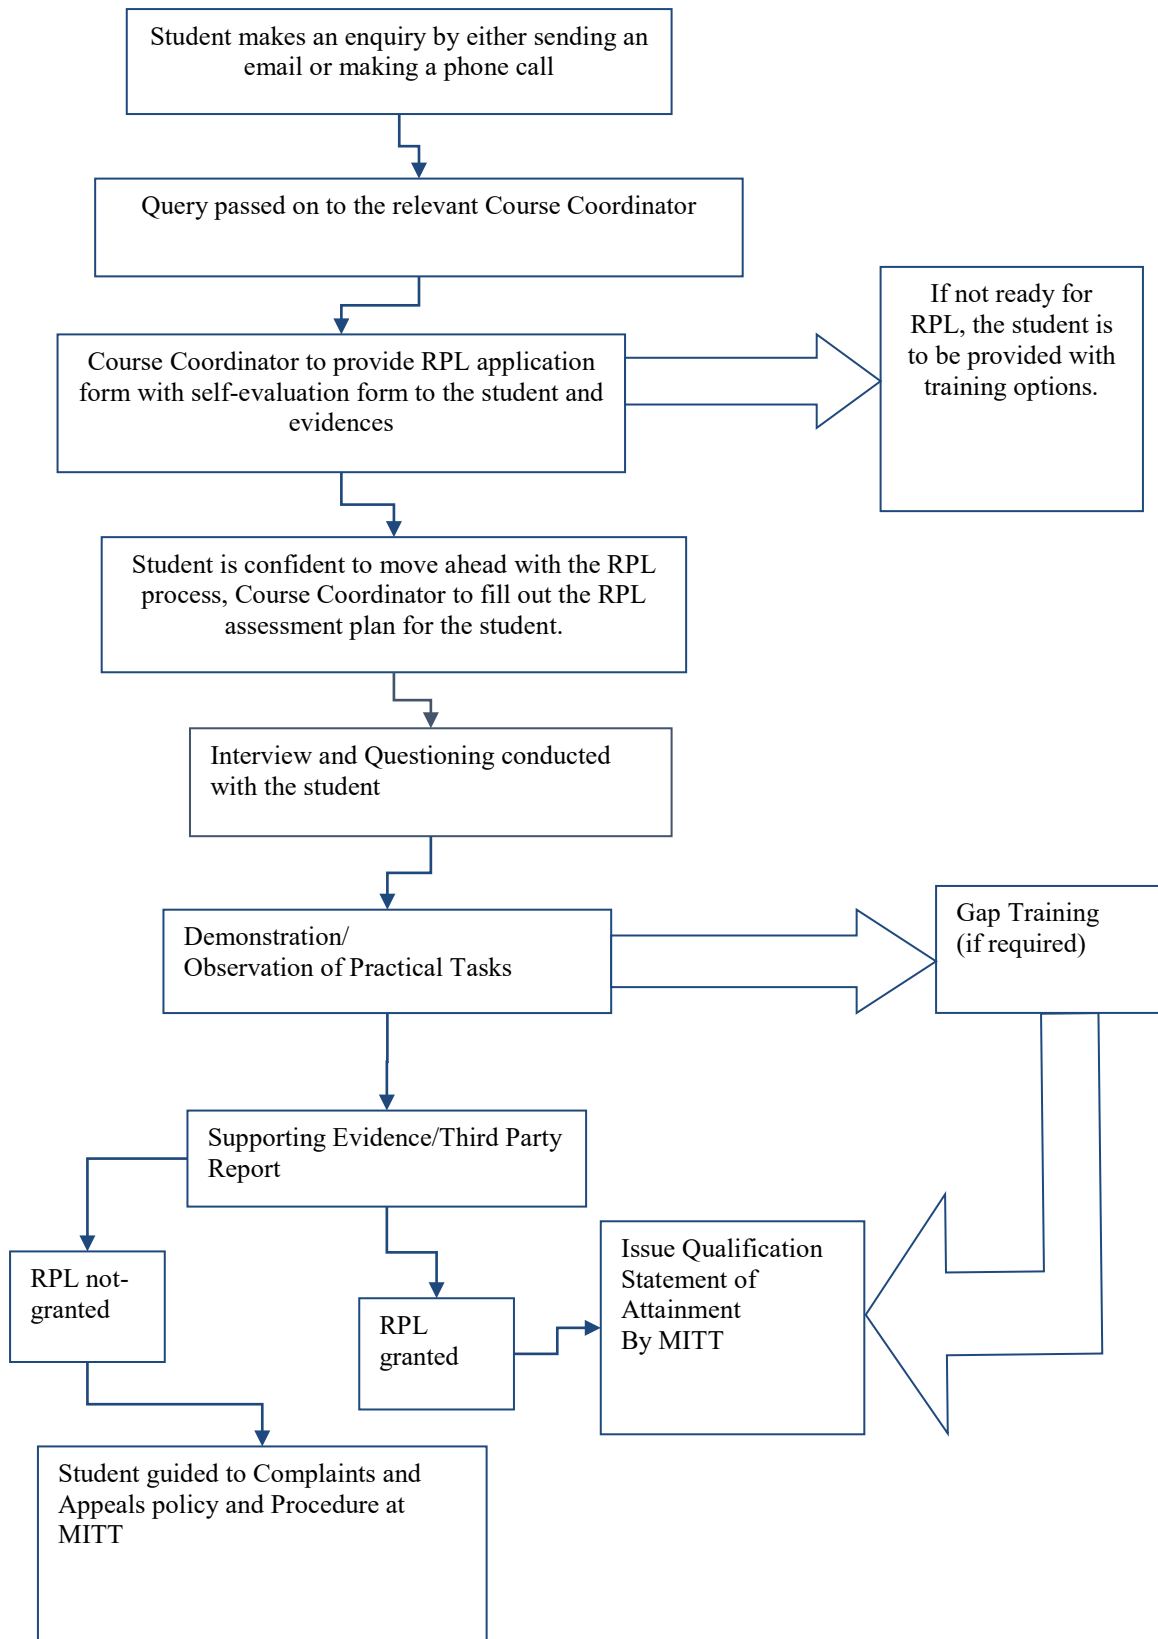 Student makes an enquiry by either sending an
email or making a phone call
Query passed on to the relevant Course Coordinator
If not ready for
RPL, the student is
to be provided with
training options.
Course Coordinator to provide RPL application
form with self-evaluation form to the student and
evidences
Student is confident to move ahead with the RPL
process, Course Coordinator to fill out the RPL
assessment plan for the student.
Interview and Questioning conducted
with the student
Demonstration/
Observation of Practical Tasks
Gap Training
(if required)
Supporting Evidence/Third Party
Report
RPL not-
granted
RPL
granted
Issue Qualification
Statement of
Attainment
By MITT
Student guided to Complaints and
Appeals policy and Procedure at
MITT